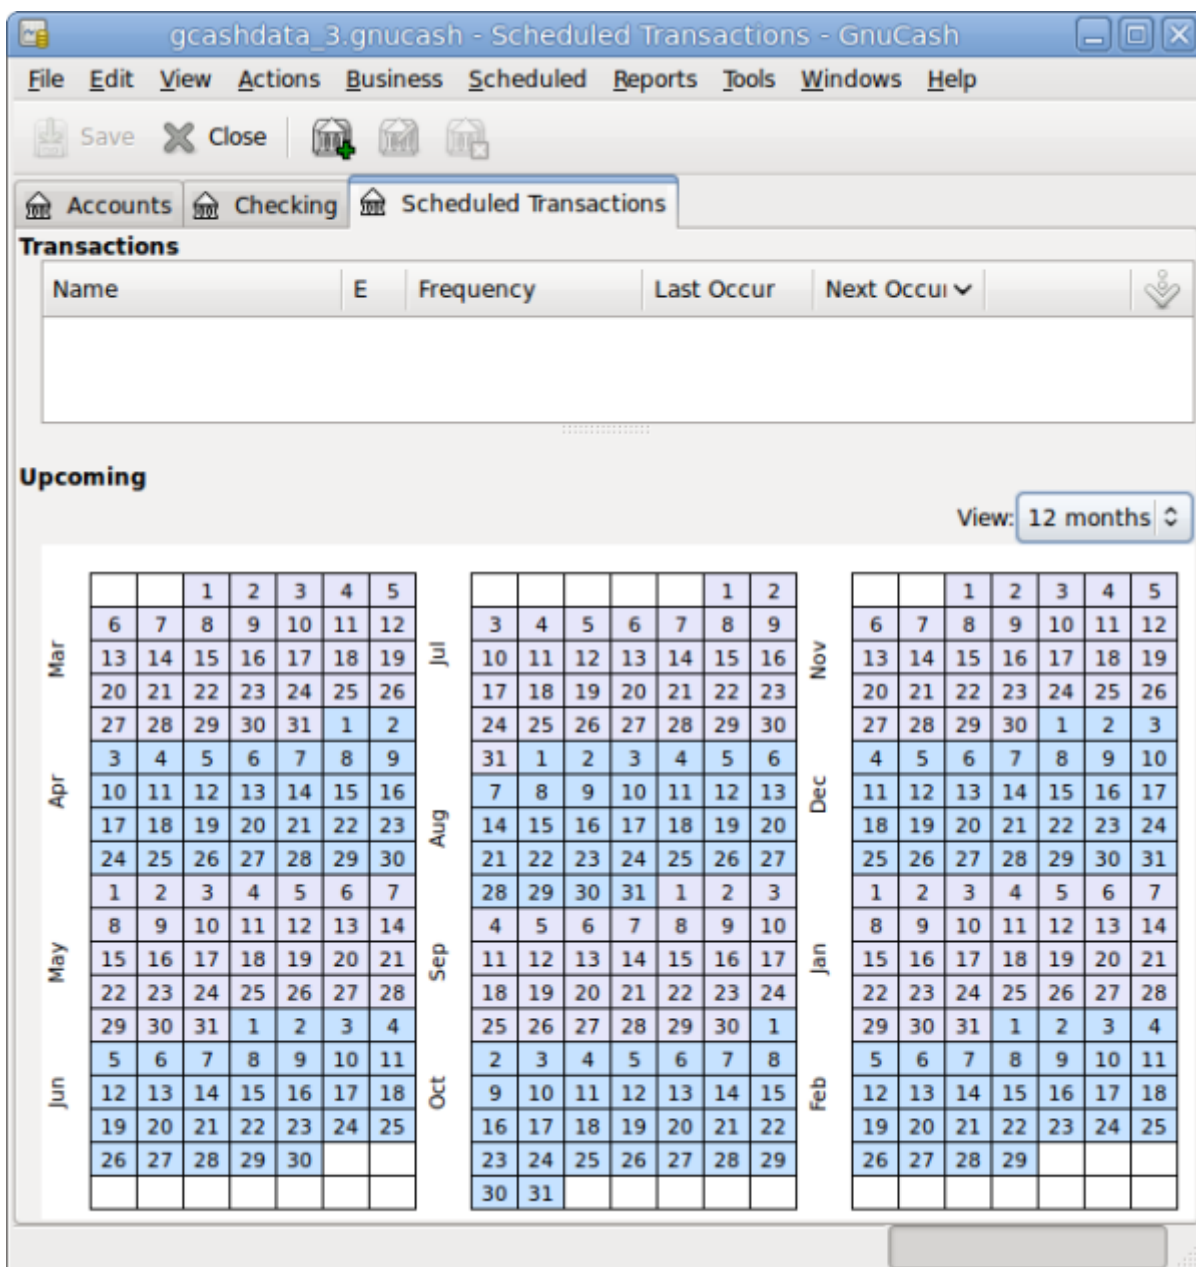 gcashdata_3.gnucash - Scheduled Transactions - GnuCash
File Edit View Actions Business Scheduled Reports Tools Windows Help
Save Close
Accounts Checking Scheduled Transactions
Transactions
Name E Frequency Last Occur Next Occur
Upcoming
View: 12 months
Mar
1 2 3 4 5
6 7 8 9 10 11 12
13 14 15 16 17 18 19
20 21 22 23 24 25 26
27 28 29 30 31 1 2
Apr
3 4 5 6 7 8 9
10 11 12 13 14 15 16
17 18 19 20 21 22 23
24 25 26 27 28 29 30
May
1 2 3 4 5 6 7
8 9 10 11 12 13 14
15 16 17 18 19 20 21
22 23 24 25 26 27 28
29 30 31 1 2 3 4
Jun
5 6 7 8 9 10 11
12 13 14 15 16 17 18
19 20 21 22 23 24 25
26 27 28 29 30
Jul
1 2
3 4 5 6 7 8 9
10 11 12 13 14 15 16
17 18 19 20 21 22 23
24 25 26 27 28 29 30
31 1 2 3 4 5 6
Aug
7 8 9 10 11 12 13
14 15 16 17 18 19 20
21 22 23 24 25 26 27
28 29 30 31 1 2 3
Sep
4 5 6 7 8 9 10
11 12 13 14 15 16 17
18 19 20 21 22 23 24
25 26 27 28 29 30 1
Oct
2 3 4 5 6 7 8
9 10 11 12 13 14 15
16 17 18 19 20 21 22
23 24 25 26 27 28 29
30 31
Nov
1 2 3 4 5
6 7 8 9 10 11 12
13 14 15 16 17 18 19
20 21 22 23 24 25 26
27 28 29 30 1 2 3
Dec
4 5 6 7 8 9 10
11 12 13 14 15 16 17
18 19 20 21 22 23 24
25 26 27 28 29 30 31
Jan
1 2 3 4 5 6 7
8 9 10 11 12 13 14
15 16 17 18 19 20 21
22 23 24 25 26 27 28
29 30 31 1 2 3 4
Feb
5 6 7 8 9 10 11
12 13 14 15 16 17 18
19 20 21 22 23 24 25
26 27 28 29